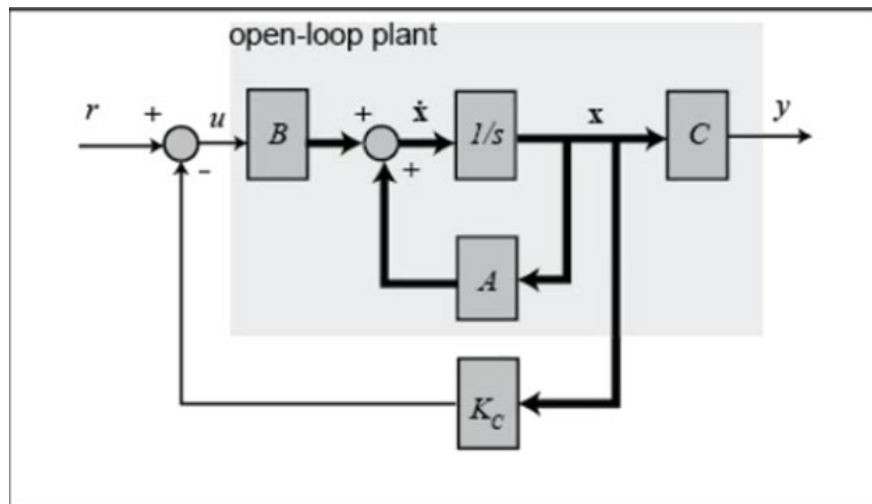 open-loop plant
r
+
-
u
B
+
+
ẋ
1/s
x
C
y
A
K_C